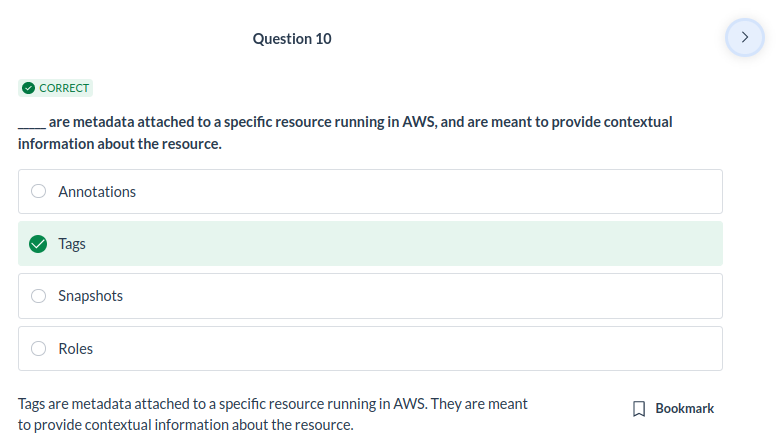 Question 10
CORRECT
_____ are metadata attached to a specific resource running in AWS, and are meant to provide contextual
information about the resource.
Annotations
Tags
Snapshots
Roles
Tags are metadata attached to a specific resource running in AWS. They are meant
to provide contextual information about the resource.
Bookmark